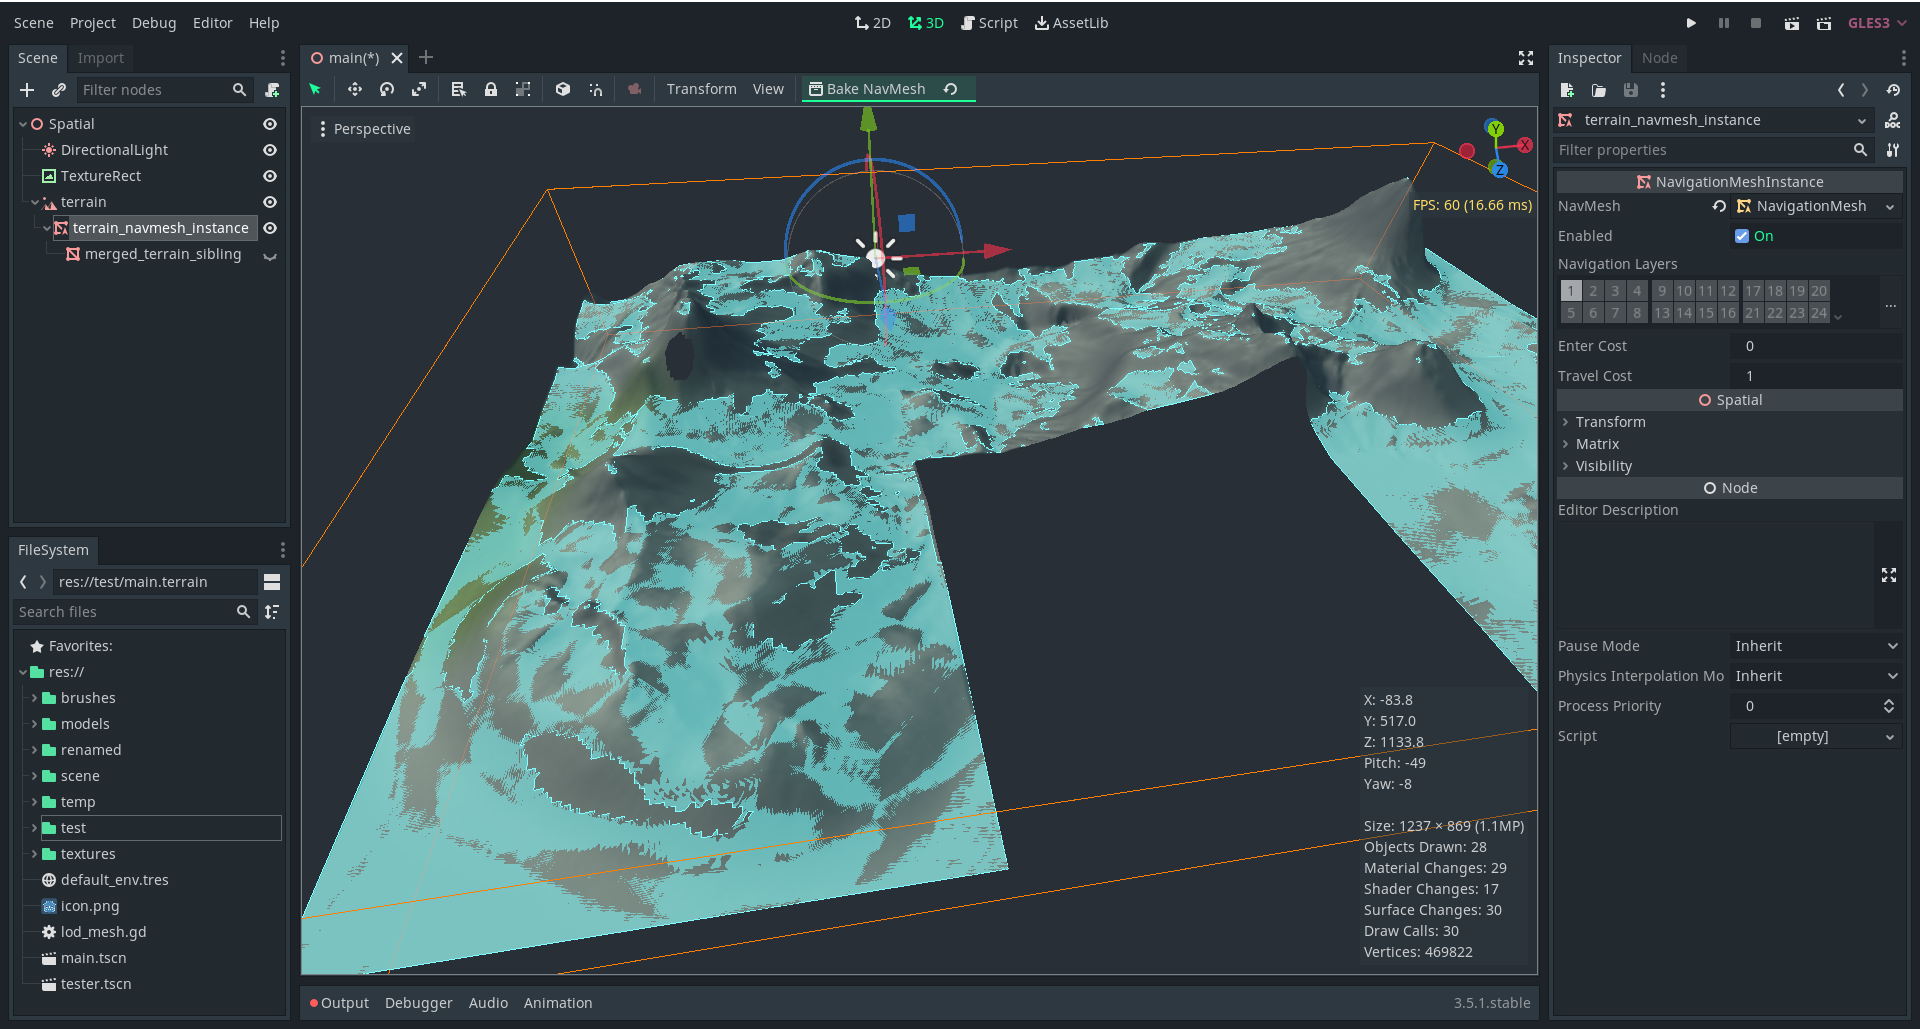 Scene Project Debug Editor Help
2D 3D Script AssetLib
GLES3
Scene Import
Filter nodes
Spatial
DirectionalLight
TextureRect
terrain
terrain_navmesh_instance
merged_terrain_sibling
FileSystem
res://test/main.terrain
Search files
Favorites:
res://
brushes
models
renamed
scene
temp
test
textures
default_env.tres
icon.png
lod_mesh.gd
main.tscn
tester.tscn
main(*)
Transform View Bake NavMesh
Perspective
Y
X
Z
FPS: 60 (16.66 ms)
X: -83.8
Y: 517.0
Z: 1133.8
Pitch: -49
Yaw: -8
Size: 1237 × 869 (1.1MP)
Objects Drawn: 28
Material Changes: 29
Shader Changes: 17
Surface Changes: 30
Draw Calls: 30
Vertices: 469822
Output Debugger Audio Animation
3.5.1.stable
Inspector Node
terrain_navmesh_instance
DOC
Filter properties
NavigationMeshInstance
NavMesh NavigationMesh
Enabled On
Navigation Layers
1 2 3 4 9 10 11 12 17 18 19 20
5 6 7 8 13 14 15 16 21 22 23 24
Enter Cost 0
Travel Cost 1
Spatial
Transform
Matrix
Visibility
Node
Editor Description
Pause Mode Inherit
Physics Interpolation Mo Inherit
Process Priority 0
Script [empty]